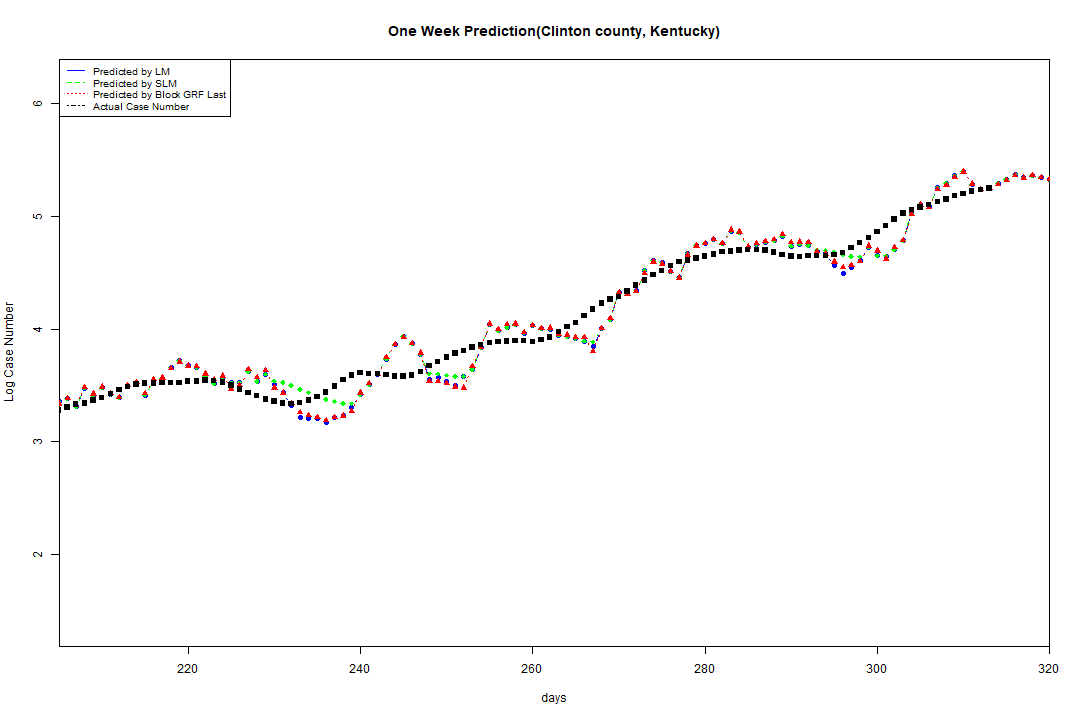 One Week Prediction(Clinton county, Kentucky)
Predicted by LM
Predicted by SLM
Predicted by Block GRF Last
Actual Case Number
6
5
4
3
2
Log Case Number
220 240 260 280 300 320
days